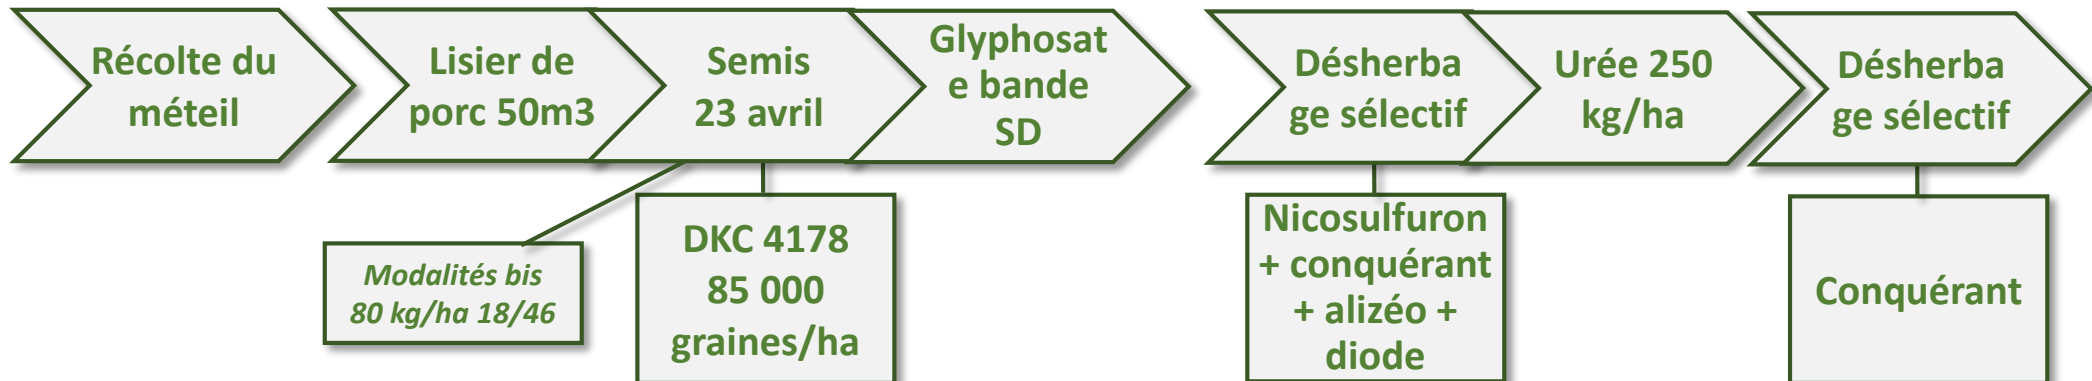 Récolte du
méteil
Lisier de
porc 50m3
Semis
23 avril
Glyphosat
e bande
SD
Désherba
ge sélectif
Urée 250
kg/ha
Désherba
ge sélectif
Modalités bis
80 kg/ha 18/46
DKC 4178
85 000
graines/ha
Nicosulfuron
+ conquérant
+ alizéo +
diode
Conquérant